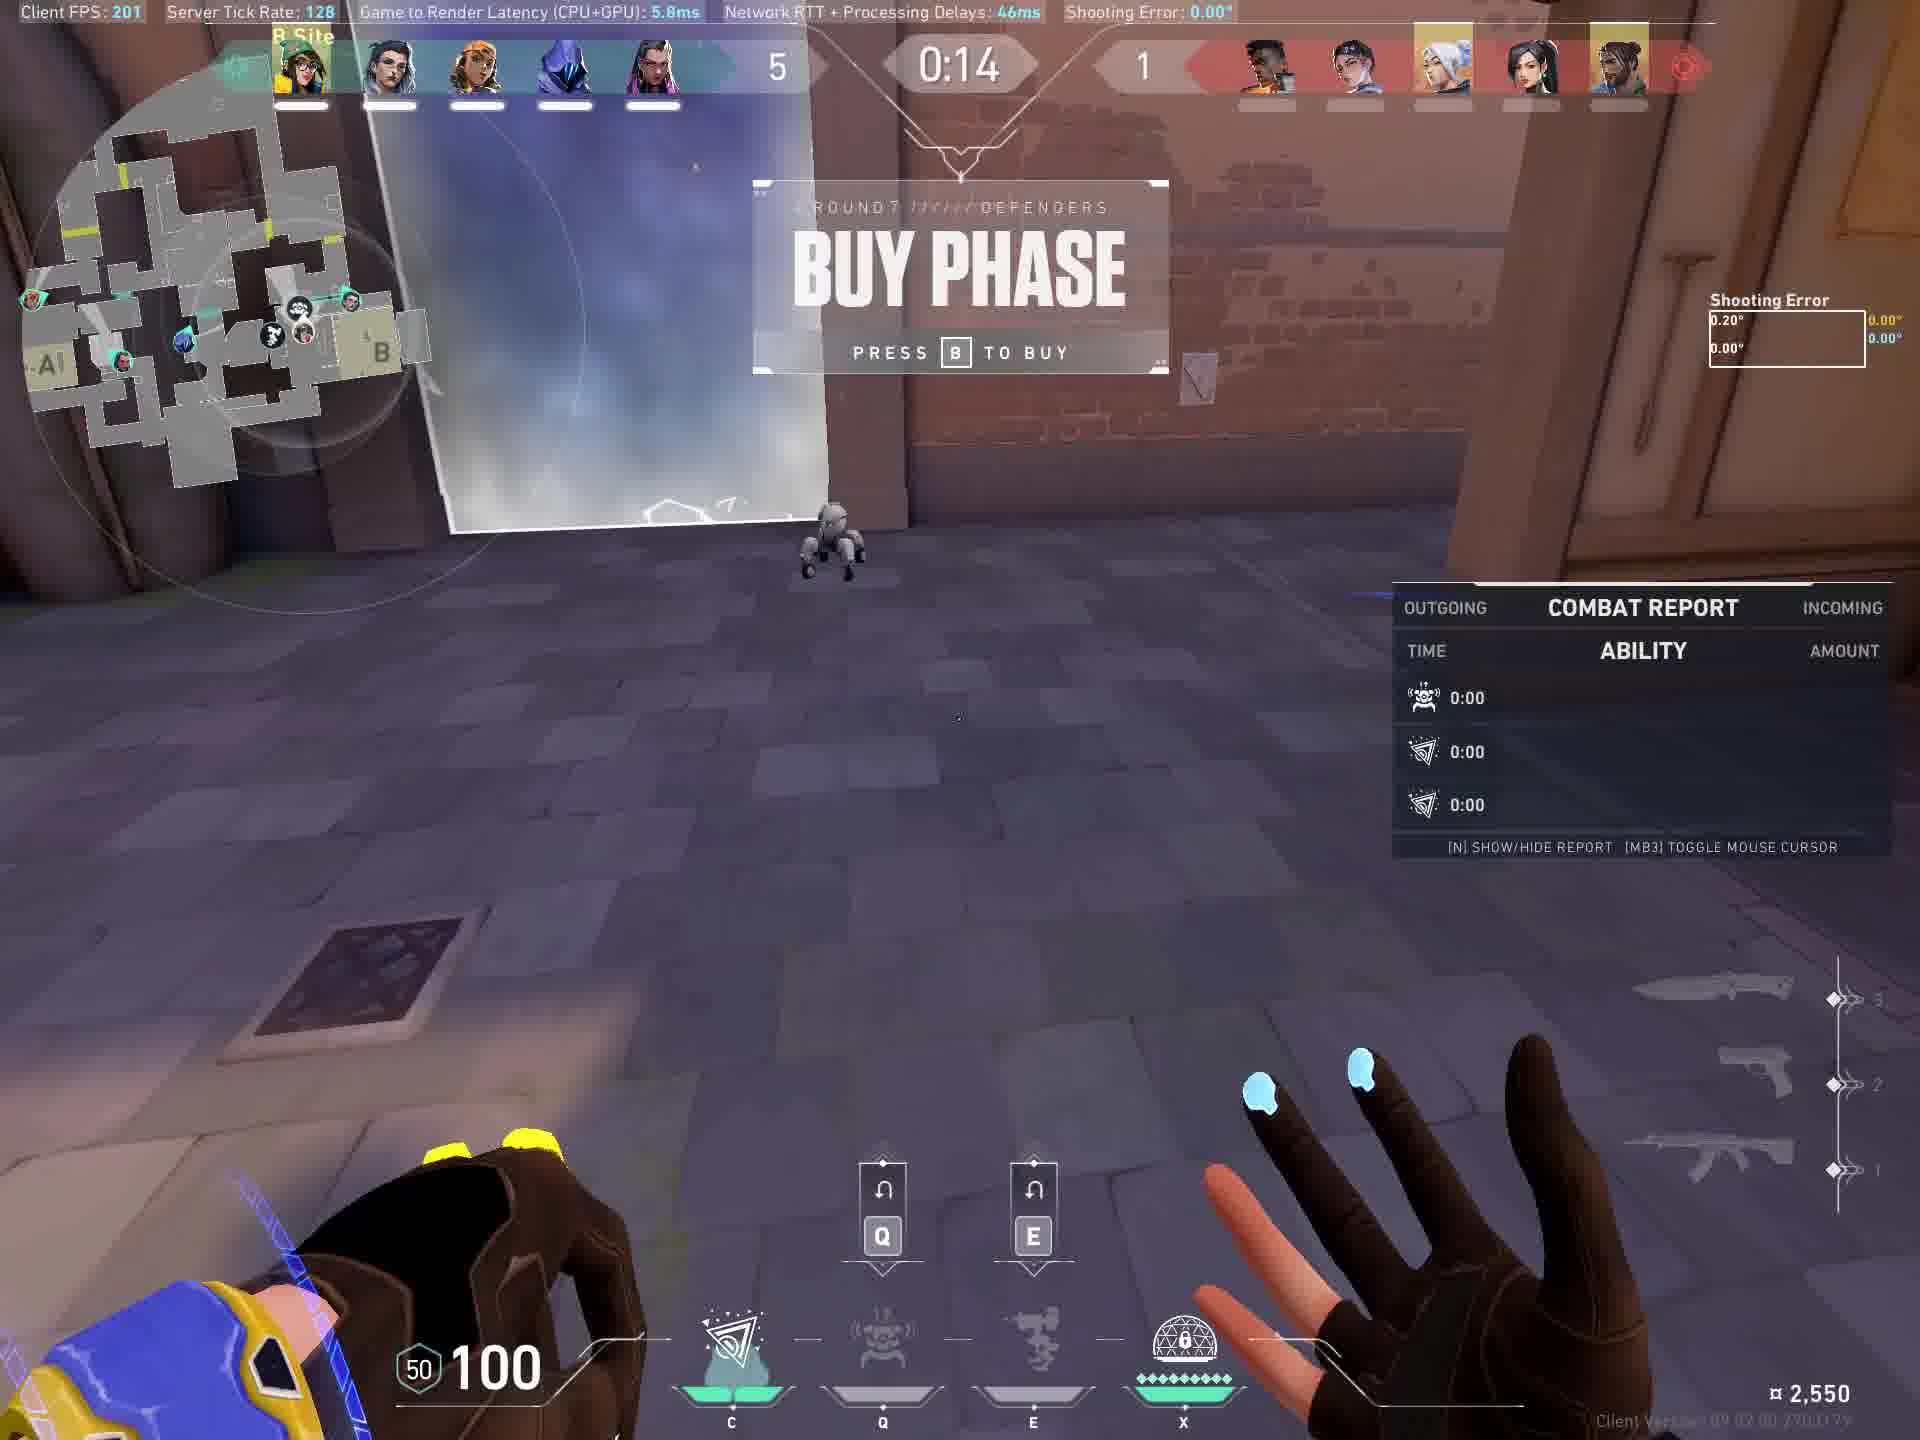 Client FPS: 201 Server Tick Rate: 128 Game to Render Latency (CPU+GPU): 5.8ms Network RTT + Processing Delays: 46ms Shooting Error: 0.00°
B Site
5 0:14 1
ROUND 7 ////// DEFENDERS
BUY PHASE
PRESS B TO BUY
A B
Shooting Error
0.20° 0.00°
0.00° 0.00°
OUTGOING COMBAT REPORT INCOMING
TIME ABILITY AMOUNT
0:00
0:00
0:00
[N] SHOW/HIDE REPORT [MB3] TOGGLE MOUSE CURSOR
3
2
1
Q E
50 100
C Q E X
¤ 2,550